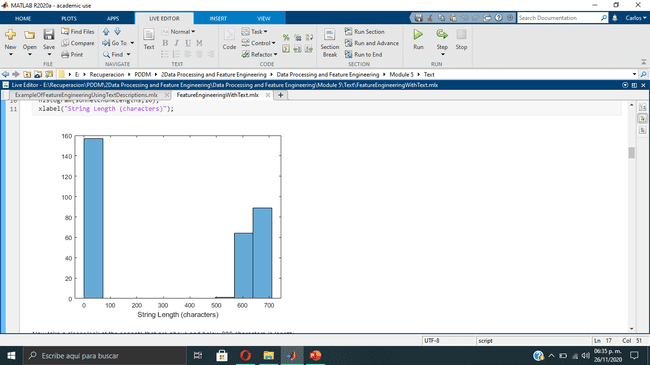 MATLAB R2020a - academic use
HOME PLOTS APPS LIVE EDITOR INSERT VIEW Search Documentation Carlos
New Open Save Find Files Compare Print Go To Find Text Normal B I U M Code Task Control Refactor Section Break Run Section Run and Advance Run to End Run Step Stop
FILE NAVIGATE TEXT CODE SECTION RUN
E: Recuperacion PDDM 2Data Processing and Feature Engineering Data Processing and Feature Engineering Module 5 Text
Live Editor - E:\Recuperacion\PDDM\2Data Processing and Feature Engineering\Data Processing and Feature Engineering\Module 5\Text\FeatureEngineeringWithText.mlx
ExampleOfFeatureEngineeringUsingTextDescriptions.mlx FeatureEngineeringWithText.mlx
11 xlabel("String Length (characters)");
160
140
120
100
80
60
40
20
0
0 100 200 300 400 500 600 700
String Length (characters)
UTF-8 script Ln 17 Col 51
Escribe aquí para buscar
06:35 p. m.
26/11/2020